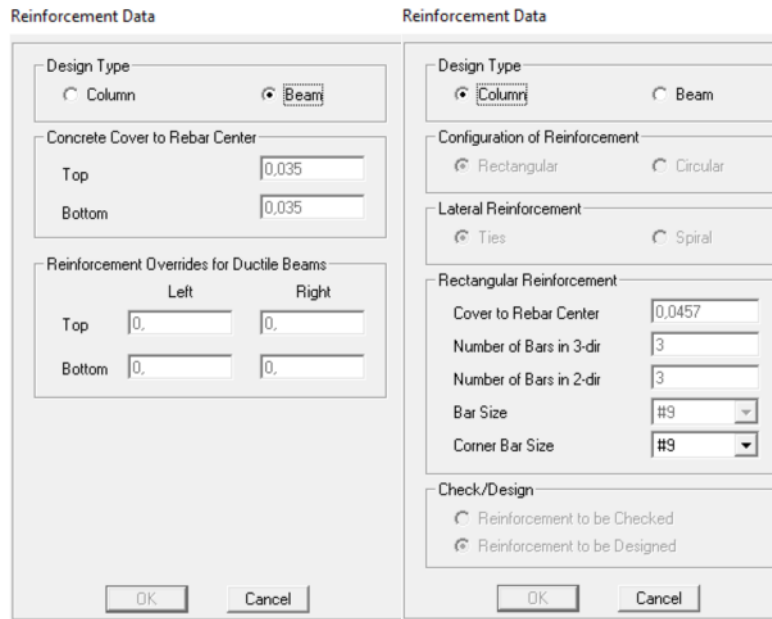 Reinforcement Data
Design Type
Column Beam
Concrete Cover to Rebar Center
Top 0,035
Bottom 0,035
Reinforcement Overrides for Ductile Beams
Left Right
Top 0, 0,
Bottom 0, 0,
OK Cancel
Reinforcement Data
Design Type
Column Beam
Configuration of Reinforcement
Rectangular Circular
Lateral Reinforcement
Ties Spiral
Rectangular Reinforcement
Cover to Rebar Center 0,0457
Number of Bars in 3-dir 3
Number of Bars in 2-dir 3
Bar Size #9
Corner Bar Size #9
Check/Design
Reinforcement to be Checked
Reinforcement to be Designed
OK Cancel